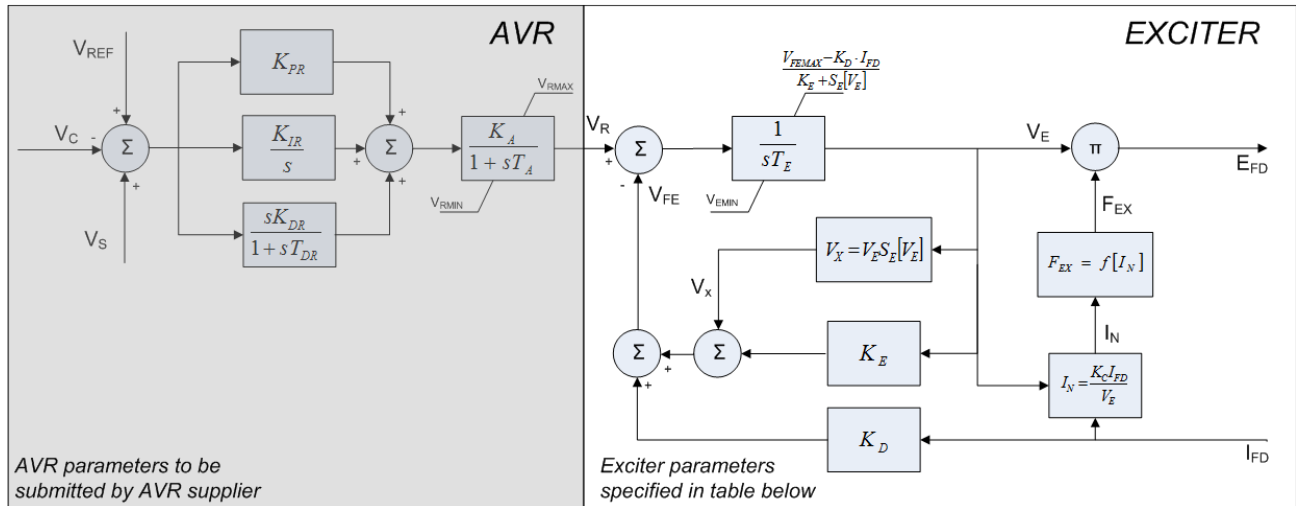 AVR
EXCITER
V_REF
V_C
V_S
+
-
+
Σ
K_PR
K_IR / s
sK_DR / 1 + sT_DR
+
+
+
Σ
V_RMAX
K_A / 1 + sT_A
V_RMIN
V_R
+
-
Σ
V_FE
V_FEMAX − K_D · I_FD / K_E + S_E[V_E]
1 / sT_E
V_EMIN
V_E
π
E_FD
F_EX
F_EX = f[I_N]
I_N
I_N = K_C I_FD / V_E
V_X = V_E S_E[V_E]
V_x
Σ
+
+
Σ
K_E
K_D
I_FD
AVR parameters to be
submitted by AVR supplier
Exciter parameters
specified in table below